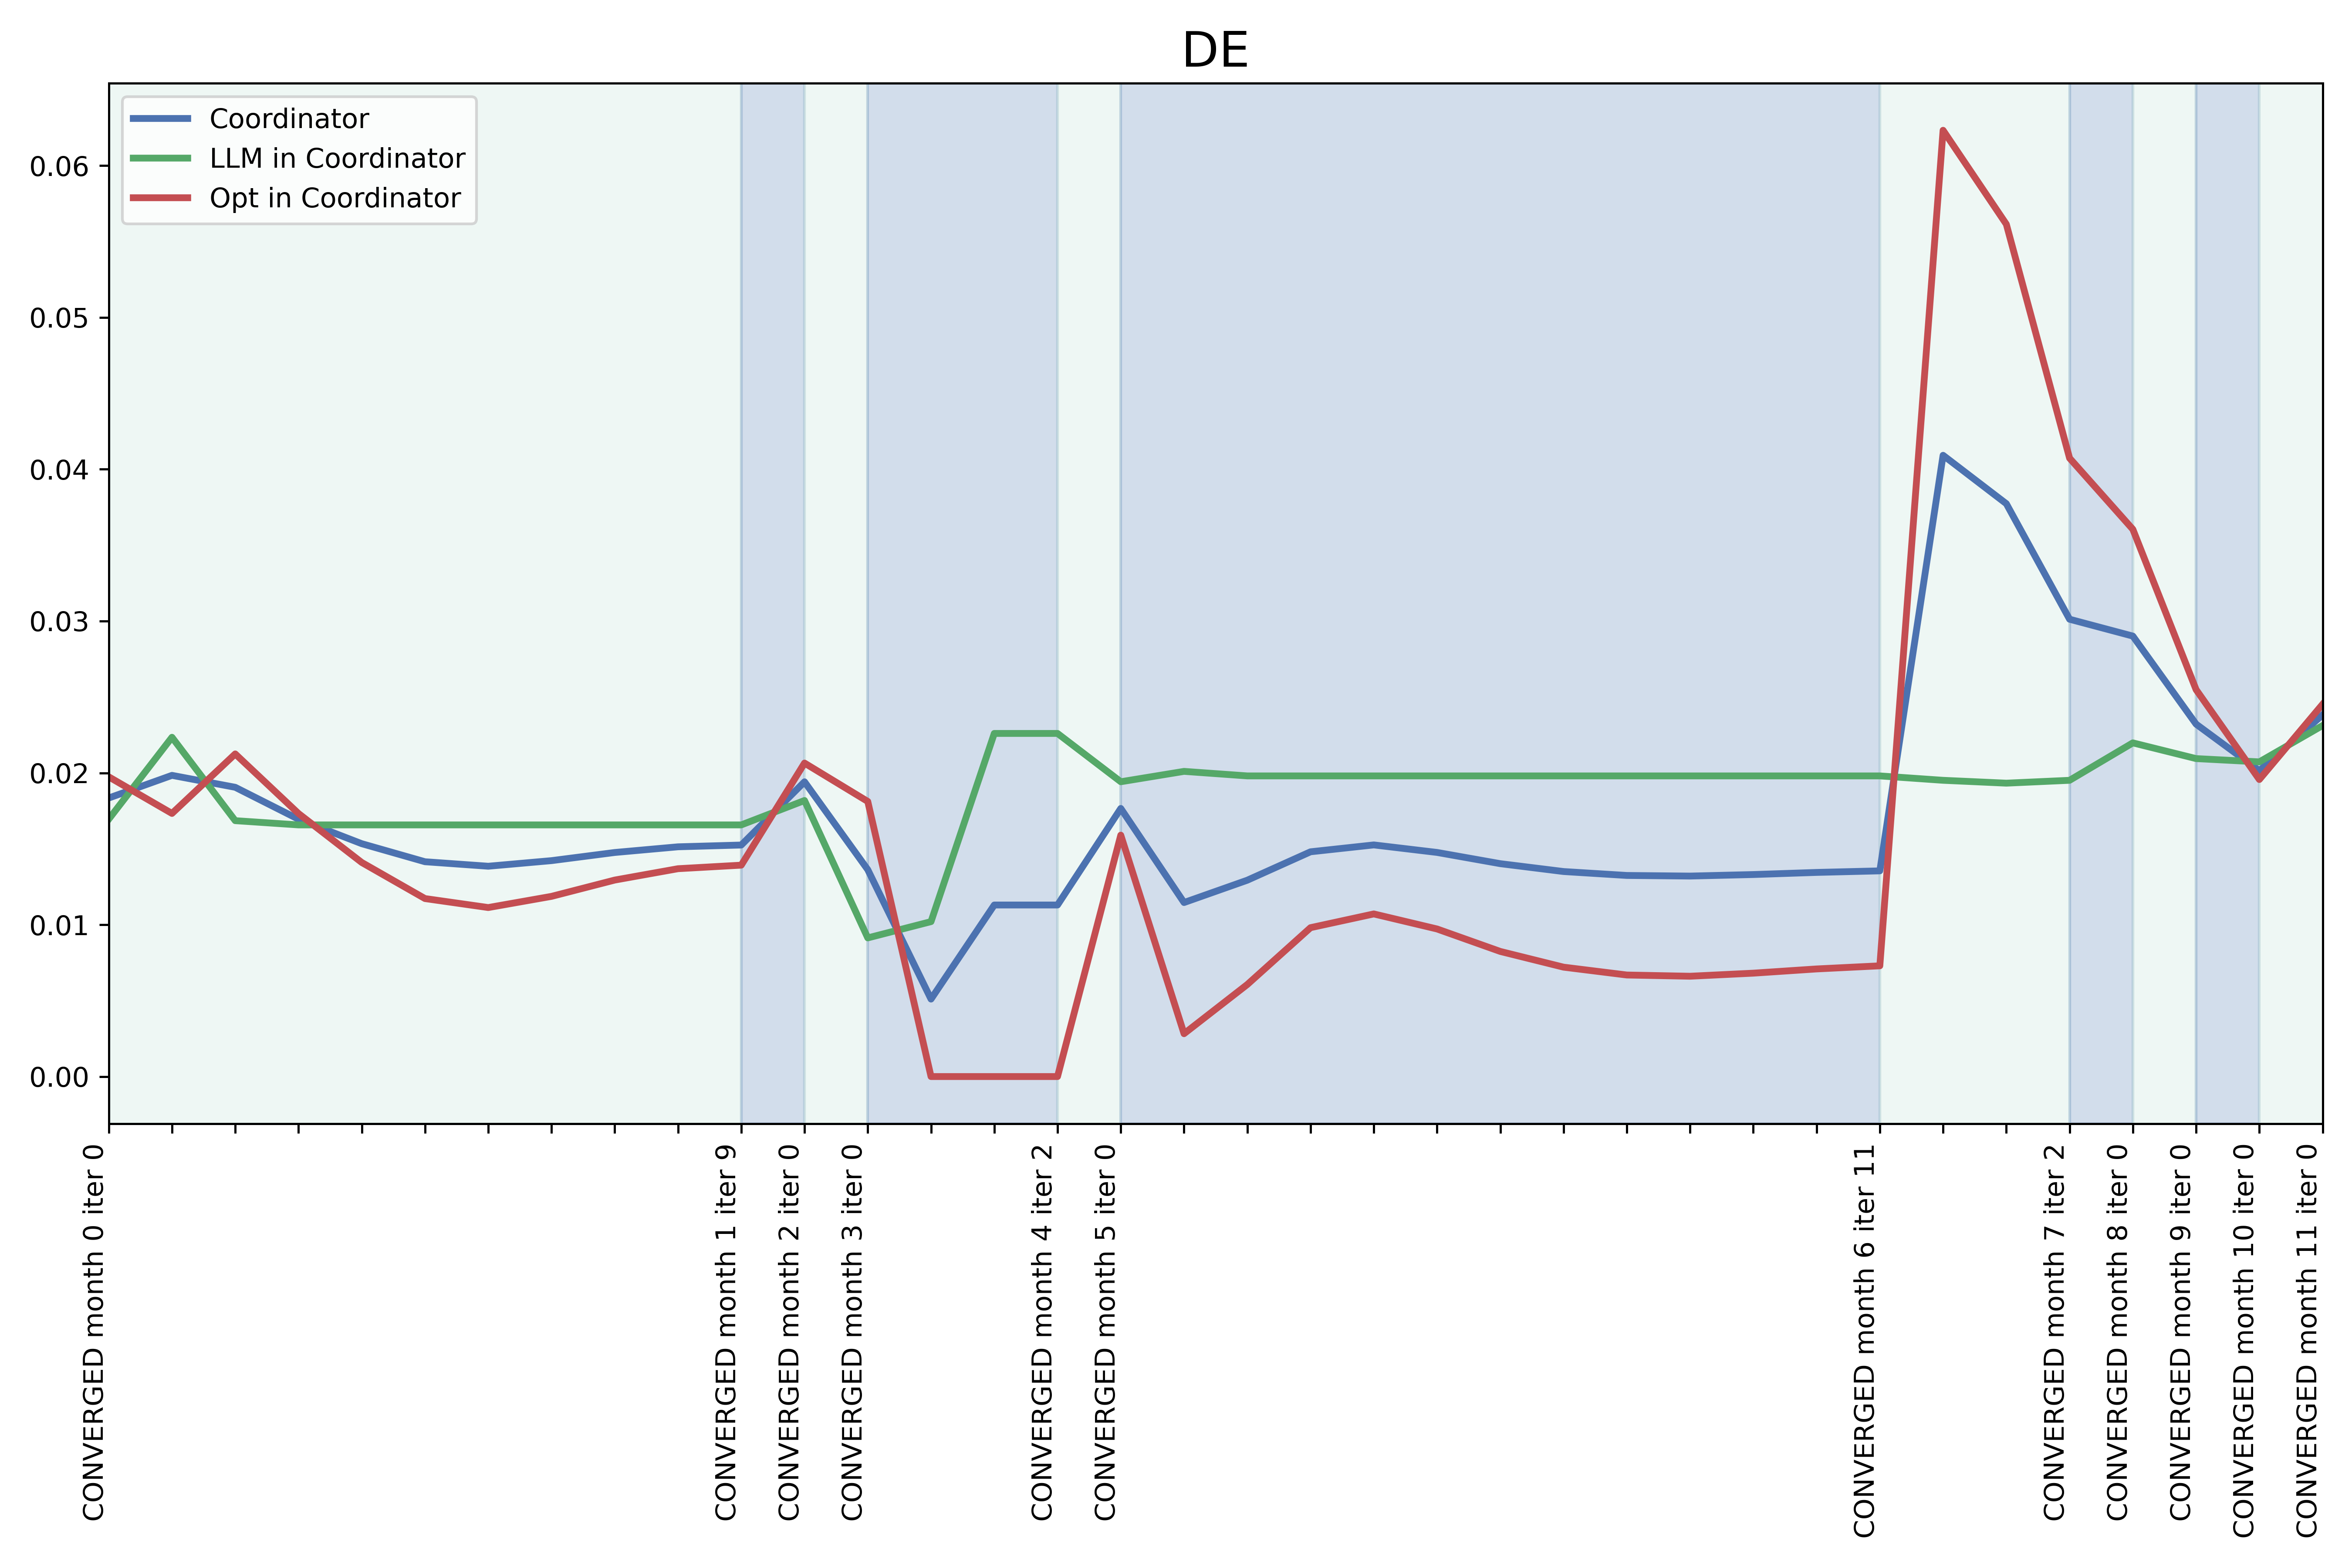 DE
Coordinator
LLM in Coordinator
Opt in Coordinator
0.06
0.05
0.04
0.03
0.02
0.01
0.00
CONVERGED month 0 iter 0
CONVERGED month 1 iter 9
CONVERGED month 2 iter 0
CONVERGED month 3 iter 0
CONVERGED month 4 iter 2
CONVERGED month 5 iter 0
CONVERGED month 6 iter 11
CONVERGED month 7 iter 2
CONVERGED month 8 iter 0
CONVERGED month 9 iter 0
CONVERGED month 10 iter 0
CONVERGED month 11 iter 0